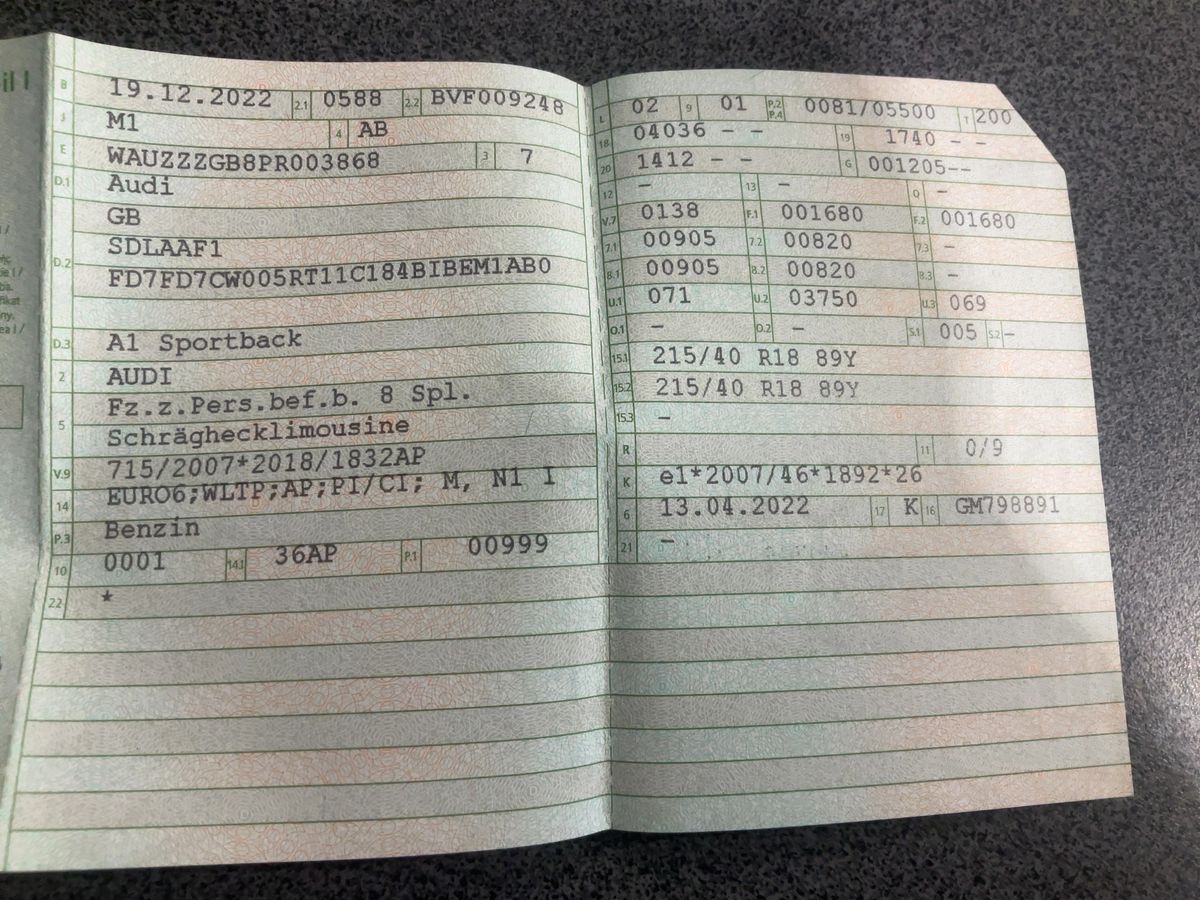 il I
B 19.12.2022 2.1 0588 2.2 BVF009248
J M1 4 AB
E WAUZZZGB8PR003868 3 7
D.1 Audi
GB
D.2 SDLAAF1
FD7FD7CW005RT11C184BIBEM1AB0
D.3 A1 Sportback
2 AUDI
5 Fz.z.Pers.bef.b. 8 Spl.
Schräghecklimousine
V.9 715/2007*2018/1832AP
14 EURO6;WLTP;AP;PI/CI; M, N1 I
P.3 Benzin
10 0001 14.1 36AP P.1 00999
22 *
L 02 9 01 P.2 P.4 0081/05500 T 200
18 04036 - - 19 1740 - -
20 1412 - - G 001205--
12 - 13 - Q -
V.7 0138 F.1 001680 F.2 001680
7.1 00905 7.2 00820 7.3 -
8.1 00905 8.2 00820 8.3 -
U.1 071 U.2 03750 U.3 069
O.1 - O.2 - S.1 005 S.2 -
15.1 215/40 R18 89Y
15.2 215/40 R18 89Y
15.3 -
R 11 0/9
K e1*2007/46*1892*26
6 13.04.2022 17 K 16 GM798891
21 -